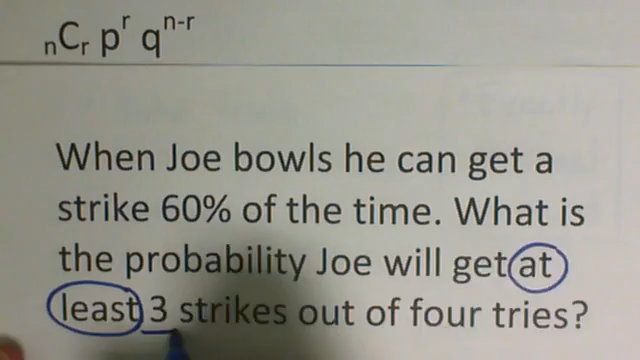 nCr p^r q^n-r
When Joe bowls he can get a
strike 60% of the time. What is
the probability Joe will get at
least 3 strikes out of four tries?